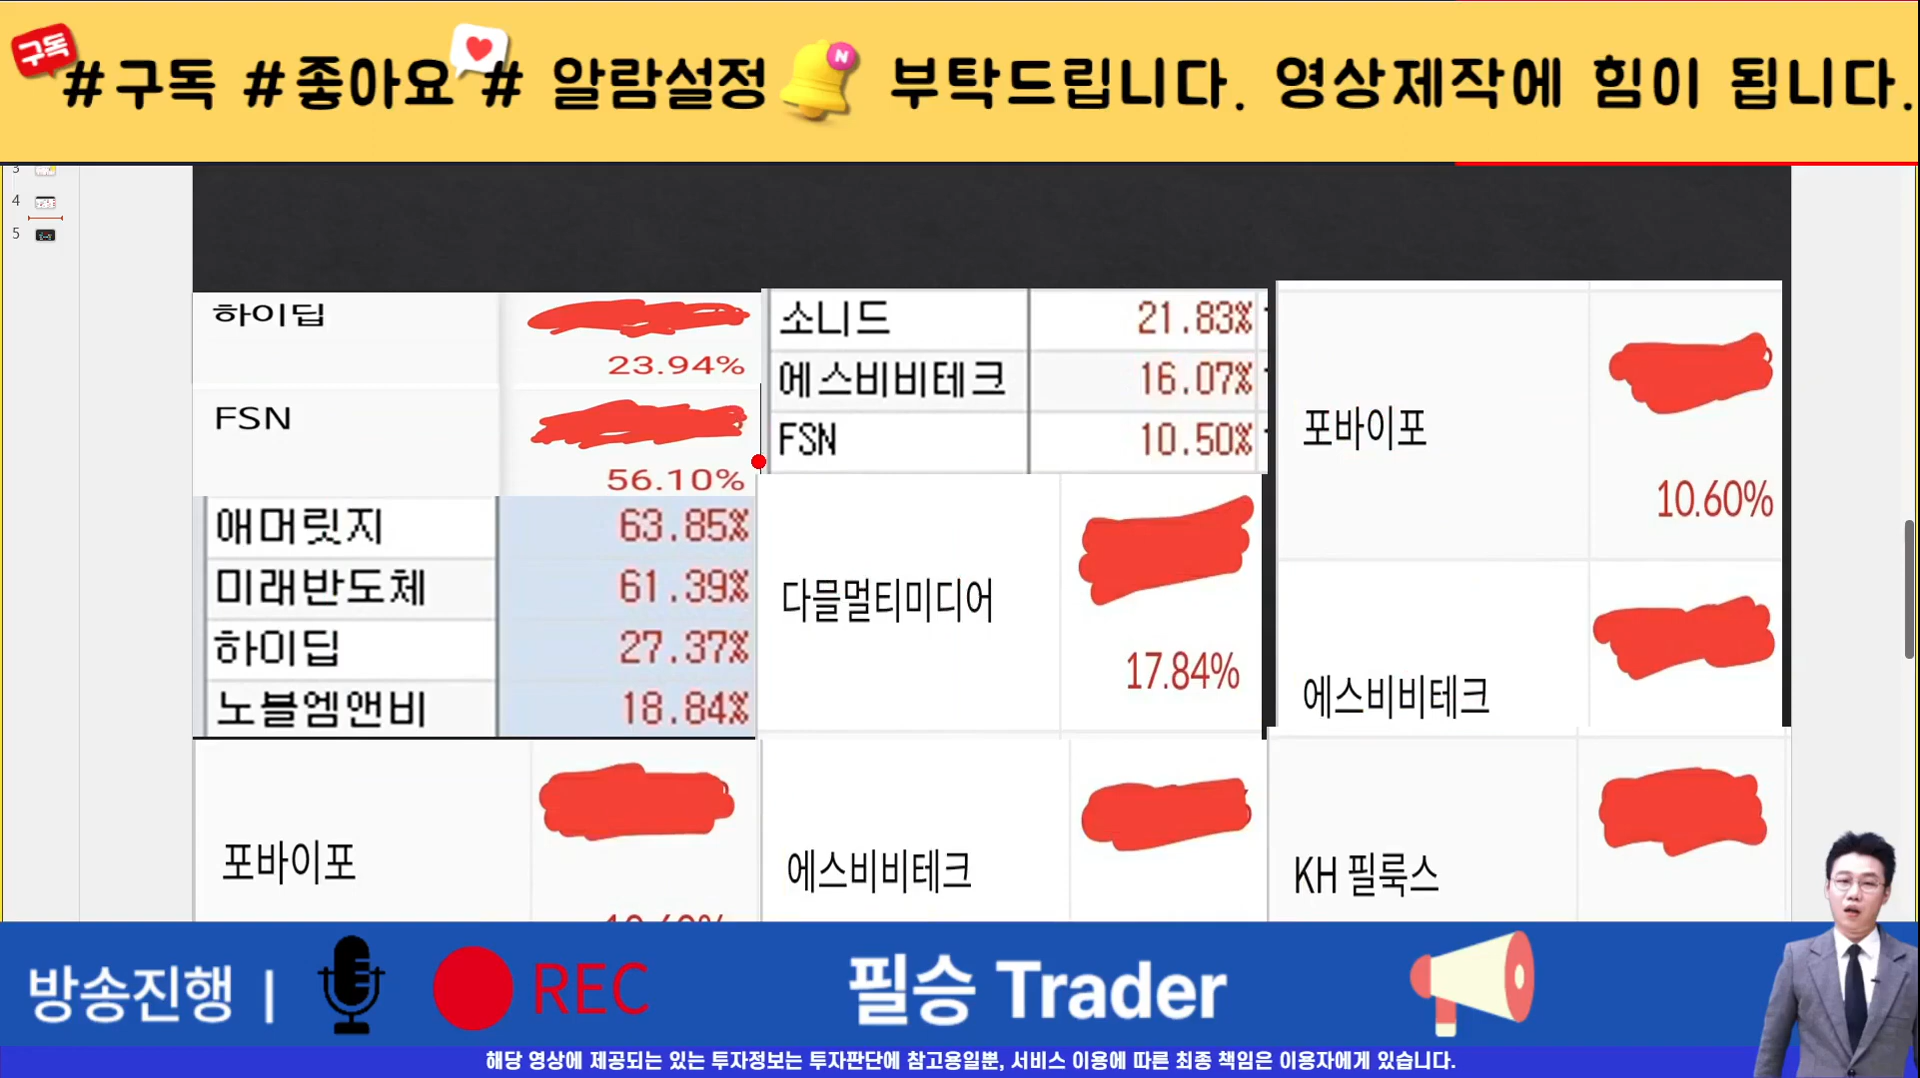 구독
N
#구독 #좋아요 # 알람설정 부탁드립니다. 영상제작에 힘이 됩니다.
3
4
5
하이딥
23.94%
FSN
56.10%
애머릿지 63.85%
미래반도체 61.39%
하이딥 27.37%
노블엠앤비 18.84%
소니드 21.83%
에스비비테크 16.07%
FSN 10.50%
다믈멀티미디어
17.84%
포바이포
10.60%
에스비비테크
포바이포
에스비비테크
KH 필룩스
방송진행 | REC 필승 Trader
해당 영상에 제공되는 있는 투자정보는 투자판단에 참고용일뿐, 서비스 이용에 따른 최종 책임은 이용자에게 있습니다.